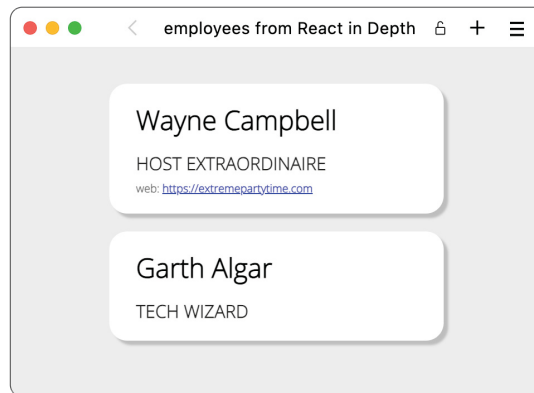 employees from React in Depth
Wayne Campbell
HOST EXTRAORDINAIRE
web: https://extremepartytime.com
Garth Algar
TECH WIZARD